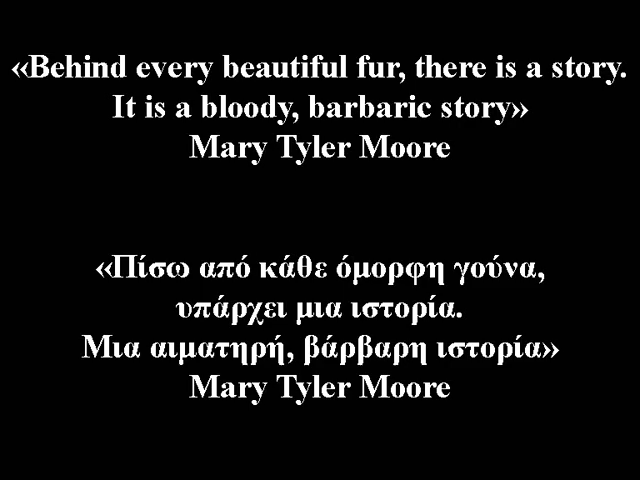 «Behind every beautiful fur, there is a story.
It is a bloody, barbaric story»
Mary Tyler Moore
«Πίσω από κάθε όμορφη γούνα,
υπάρχει μια ιστορία.
Μια αιματηρή, βάρβαρη ιστορία»
Mary Tyler Moore